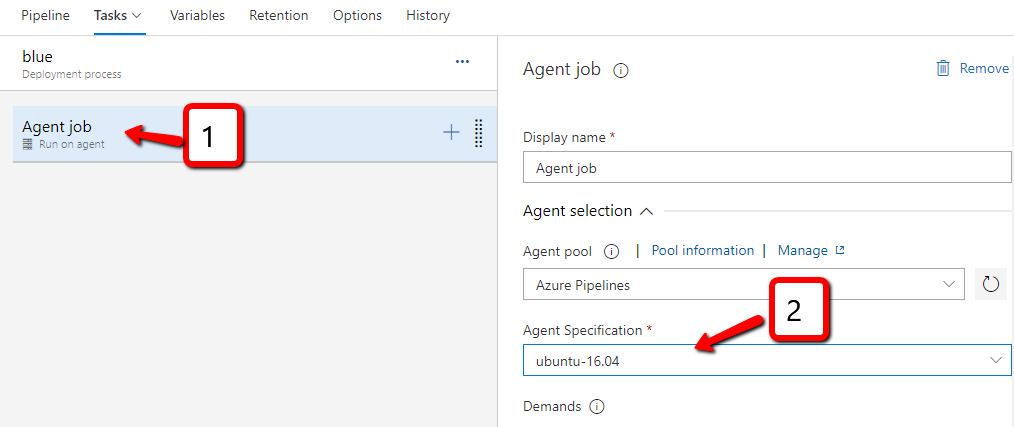 Pipeline Tasks Variables Retention Options History
blue
Deployment process
...
Agent job
Run on agent
1
Agent job
Remove
Display name *
Agent job
Agent selection
Agent pool | Pool information | Manage
Azure Pipelines
2
Agent Specification *
ubuntu-16.04
Demands